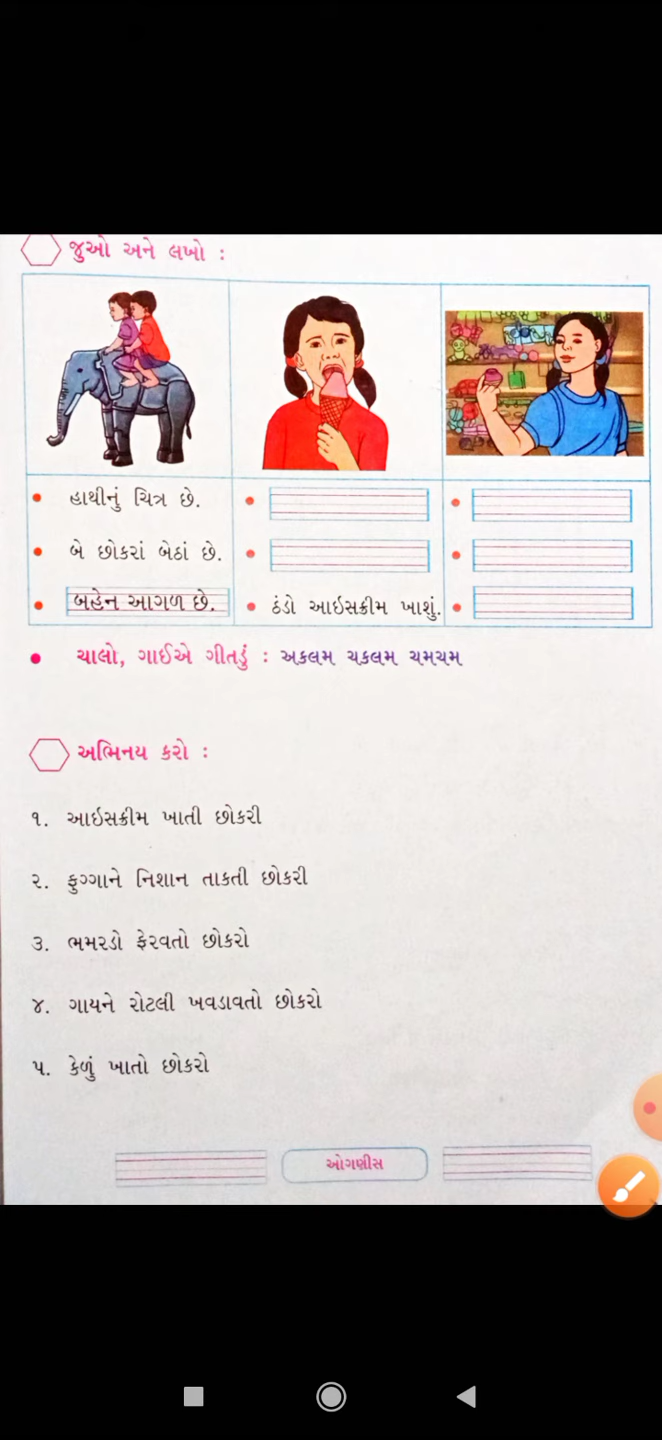 જુઓ અને લખો :
હાથીનું ચિત્ર છે.
બે છોકરાં બેઠાં છે.
બહેન આગળ છે.
ઠંડો આઇસક્રીમ ખાશું.
ચાલો, ગાઈએ ગીતડું : અકલમ ચકલમ ચમચમ
અભિનય કરો :
૧. આઇસક્રીમ ખાતી છોકરી
૨. ફુગ્ગાને નિશાન તાકતી છોકરી
૩. ભમરડો ફેરવતો છોકરો
૪. ગાયને રોટલી ખવડાવતો છોકરો
૫. કેળું ખાતો છોકરો
ઓગણીસ